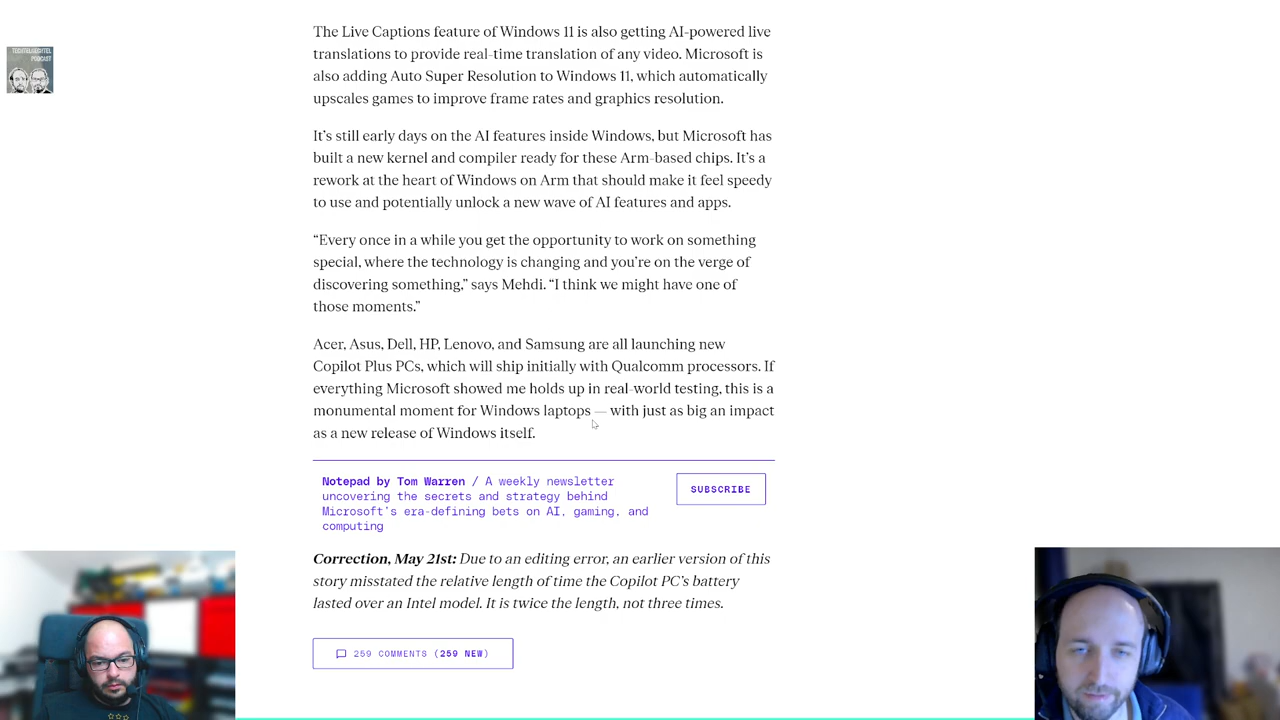 The Live Captions feature of Windows 11 is also getting AI-powered live
translations to provide real-time translation of any video. Microsoft is
also adding Auto Super Resolution to Windows 11, which automatically
upscales games to improve frame rates and graphics resolution.
It’s still early days on the AI features inside Windows, but Microsoft has
built a new kernel and compiler ready for these Arm-based chips. It’s a
rework at the heart of Windows on Arm that should make it feel speedy
to use and potentially unlock a new wave of AI features and apps.
“Every once in a while you get the opportunity to work on something
special, where the technology is changing and you’re on the verge of
discovering something,” says Mehdi. “I think we might have one of
those moments.”
Acer, Asus, Dell, HP, Lenovo, and Samsung are all launching new
Copilot Plus PCs, which will ship initially with Qualcomm processors. If
everything Microsoft showed me holds up in real-world testing, this is a
monumental moment for Windows laptops — with just as big an impact
as a new release of Windows itself.
Notepad by Tom Warren / A weekly newsletter
uncovering the secrets and strategy behind
Microsoft's era-defining bets on AI, gaming, and
computing
SUBSCRIBE
Correction, May 21st: Due to an editing error, an earlier version of this
story misstated the relative length of time the Copilot PC’s battery
lasted over an Intel model. It is twice the length, not three times.
259 COMMENTS (259 NEW)
PODCAST